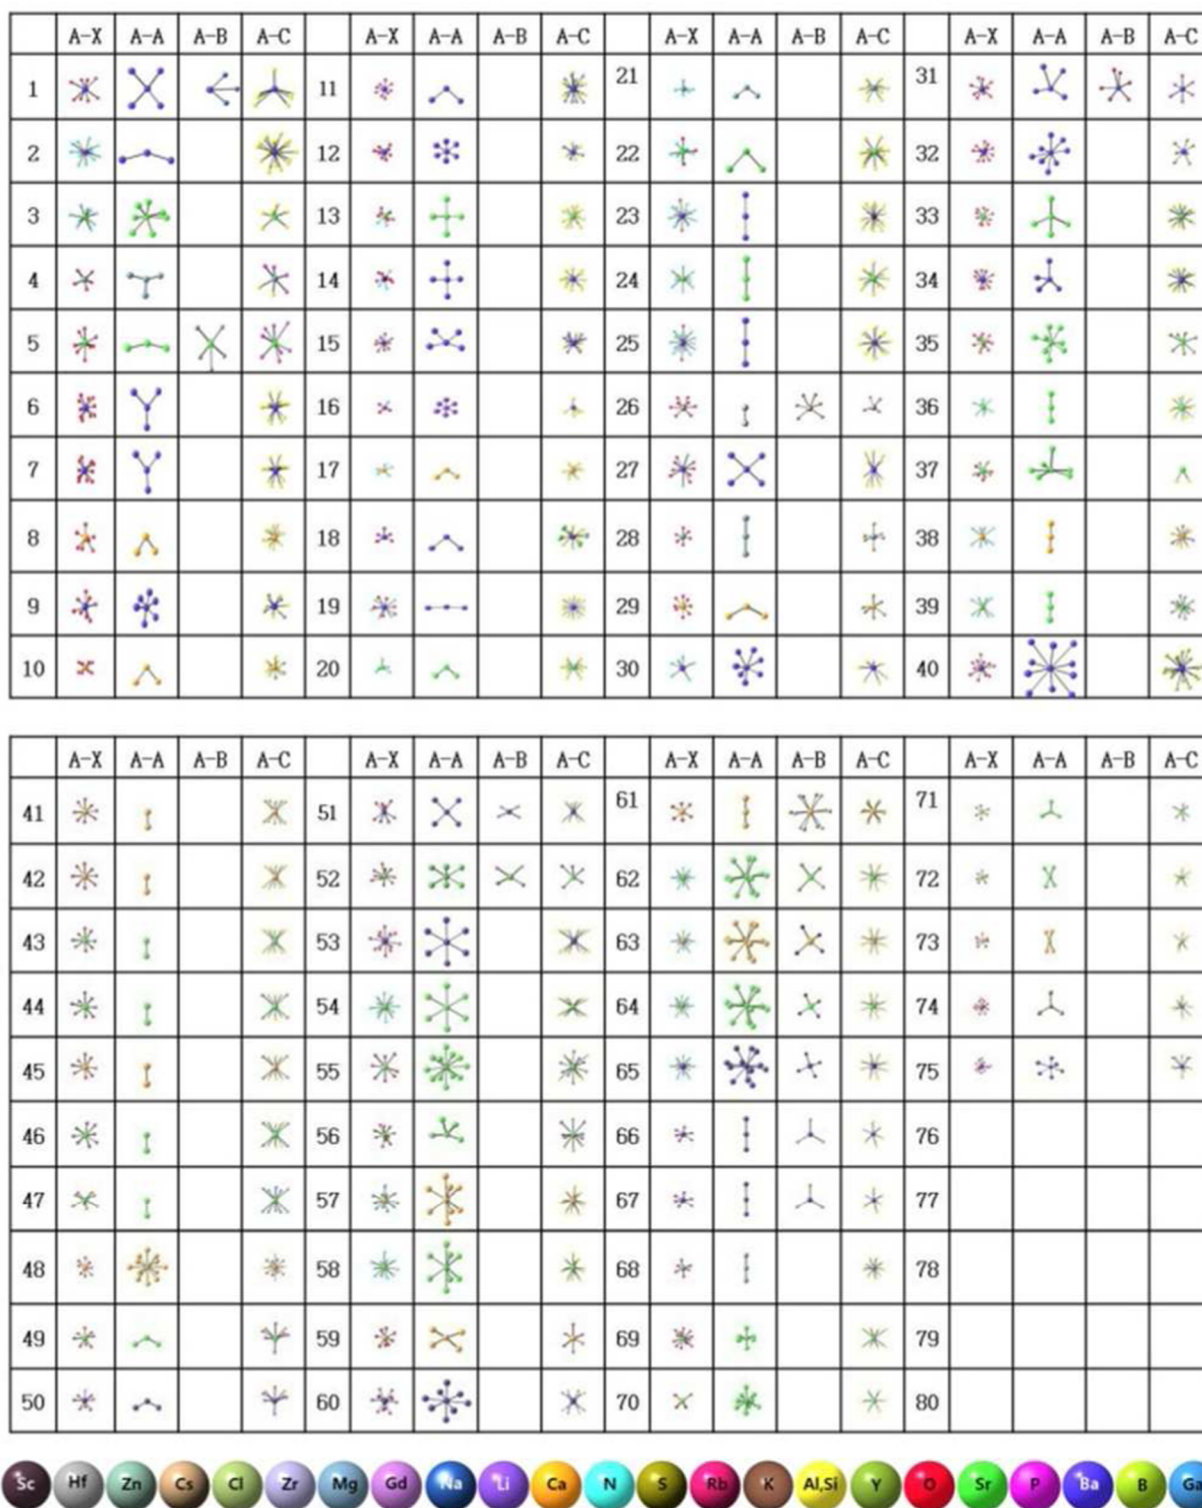 A-X A-A A-B A-C A-X A-A A-B A-C A-X A-A A-B A-C A-X A-A A-B A-C
1 11 21 31
2 12 22 32
3 13 23 33
4 14 24 34
5 15 25 35
6 16 26 36
7 17 27 37
8 18 28 38
9 19 29 39
10 20 30 40
A-X A-A A-B A-C A-X A-A A-B A-C A-X A-A A-B A-C A-X A-A A-B A-C
41 51 61 71
42 52 62 72
43 53 63 73
44 54 64 74
45 55 65 75
46 56 66 76
47 57 67 77
48 58 68 78
49 59 69 79
50 60 70 80
Sc Hf Zn Cs Cl Zr Mg Gd Na Li Ca N S Rb K Al,Si Y O Sr P Ba B